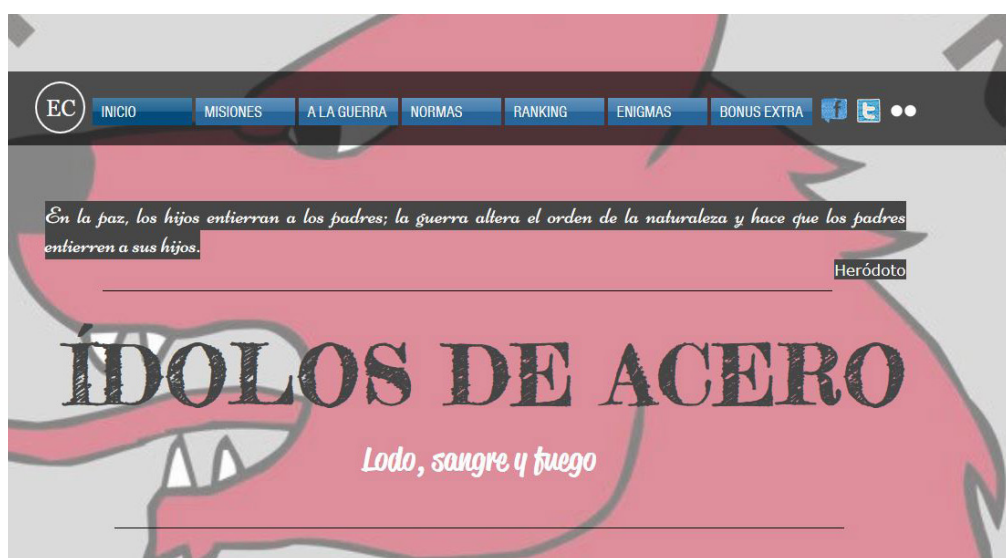 EC INICIO MISIONES A LA GUERRA NORMAS RANKING ENIGMAS BONUS EXTRA
En la paz, los hijos entierran a los padres; la guerra altera el orden de la naturaleza y hace que los padres
entierren a sus hijos.
Heródoto
ÍDOLOS DE ACERO
Lodo, sangre y fuego